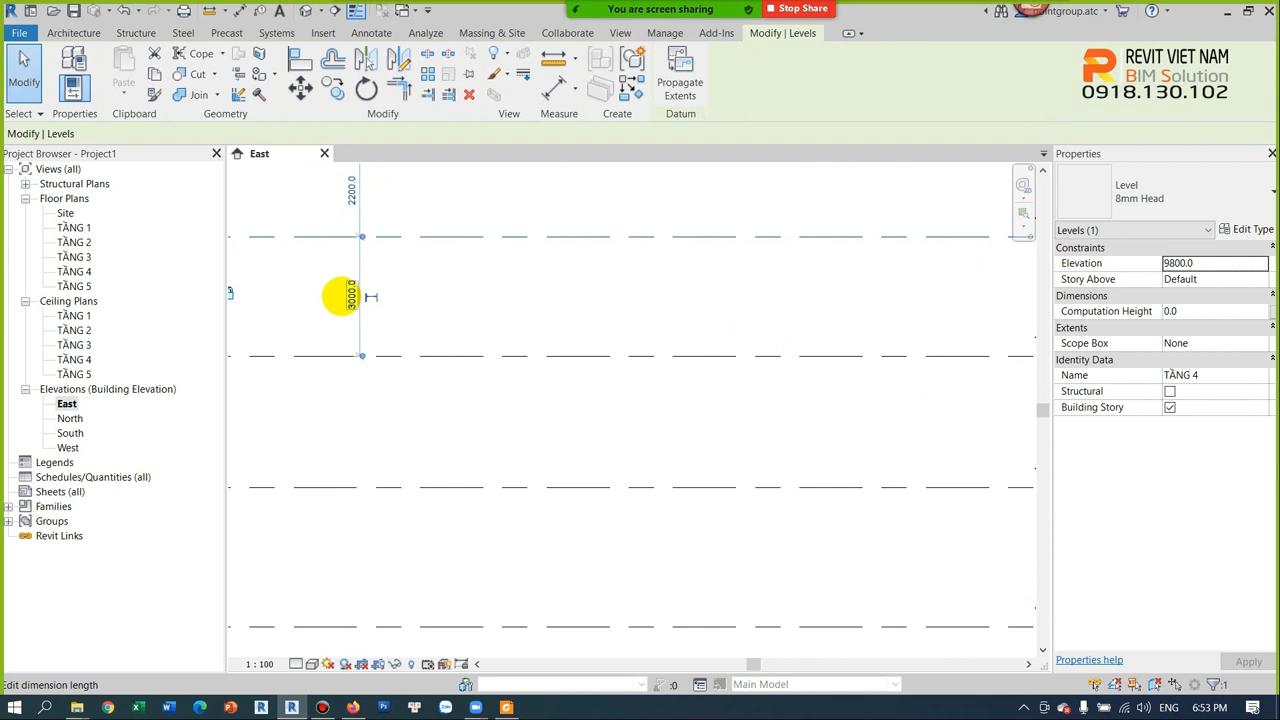 You are screen sharing
Stop Share
pointgroup.atc
File
Architecture
Structure
Steel
Precast
Systems
Insert
Annotate
Analyze
Massing & Site
Collaborate
View
Manage
Add-Ins
Modify | Levels
Modify
Paste
Cope
Cut
Join
Propagate
Extents
Select
Properties
Clipboard
Geometry
Modify
View
Measure
Create
Datum
REVIT VIET NAM
BIM Solution
0918.130.102
Modify | Levels
Project Browser - Project1
East
Properties
Views (all)
Structural Plans
Floor Plans
Site
TẦNG 1
TẦNG 2
TẦNG 3
TẦNG 4
TẦNG 5
Ceiling Plans
TẦNG 1
TẦNG 2
TẦNG 3
TẦNG 4
TẦNG 5
Elevations (Building Elevation)
East
North
South
West
Legends
Schedules/Quantities (all)
Sheets (all)
Families
Groups
Revit Links
2200.0
3000.0
Level
8mm Head
Levels (1)
Edit Type
Constraints
Elevation 9800.0
Story Above Default
Dimensions
Computation Height 0.0
Extents
Scope Box None
Identity Data
Name TẦNG 4
Structural
Building Story
Properties help
Apply
1 : 100
Edit dimension length
:0
Main Model
:1
ENG
6:53 PM